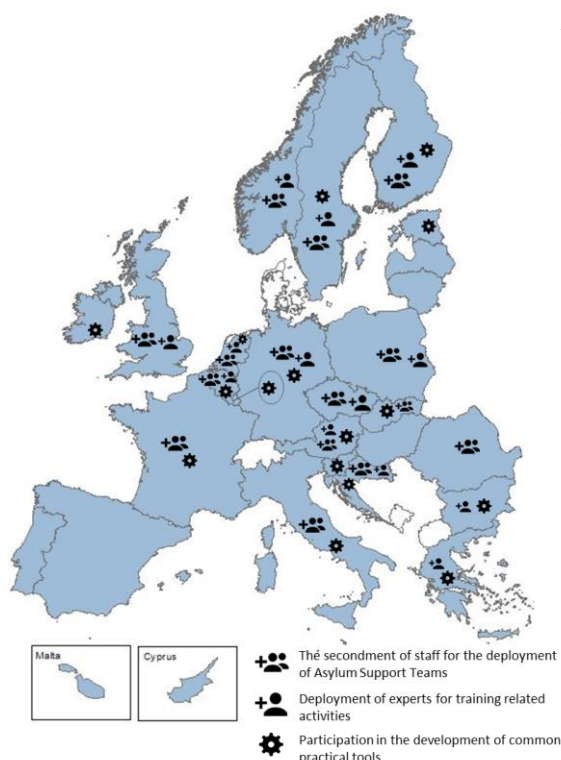 Malta
Cyprus
The secondment of staff for the deployment
of Asylum Support Teams
Deployment of experts for training related
activities
Participation in the development of common
practical tools